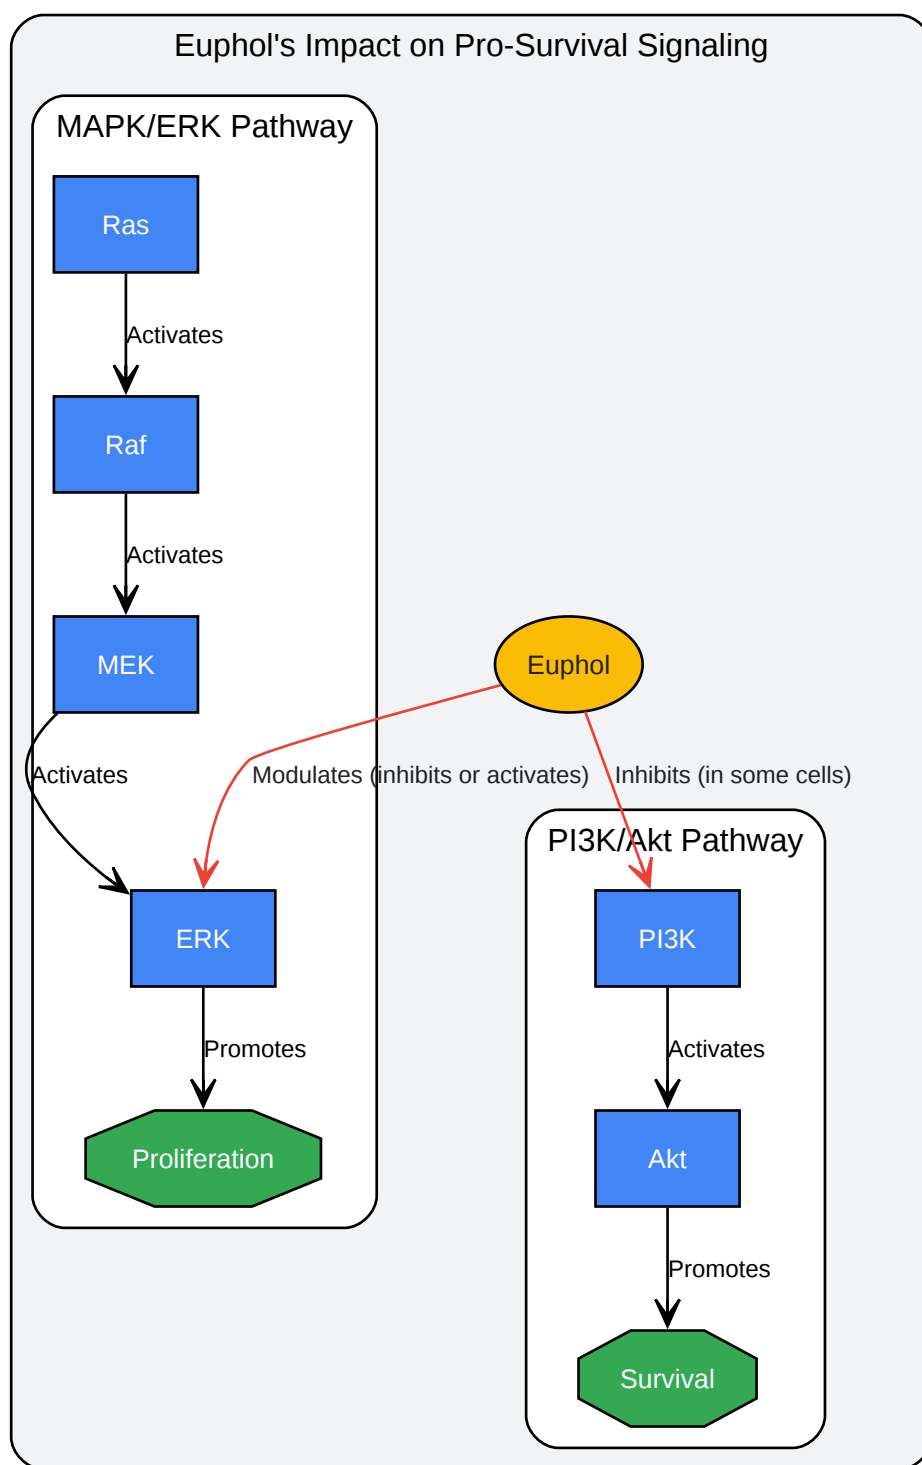 Euphol's Impact on Pro-Survival Signaling
MAPK/ERK Pathway
Ras
Activates
Raf
Activates
MEK
Euphol
Activates
Modulates (inhibits or activates)
Inhibits (in some cells)
PI3K/Akt Pathway
ERK
PI3K
Promotes
Activates
Proliferation
Akt
Promotes
Survival